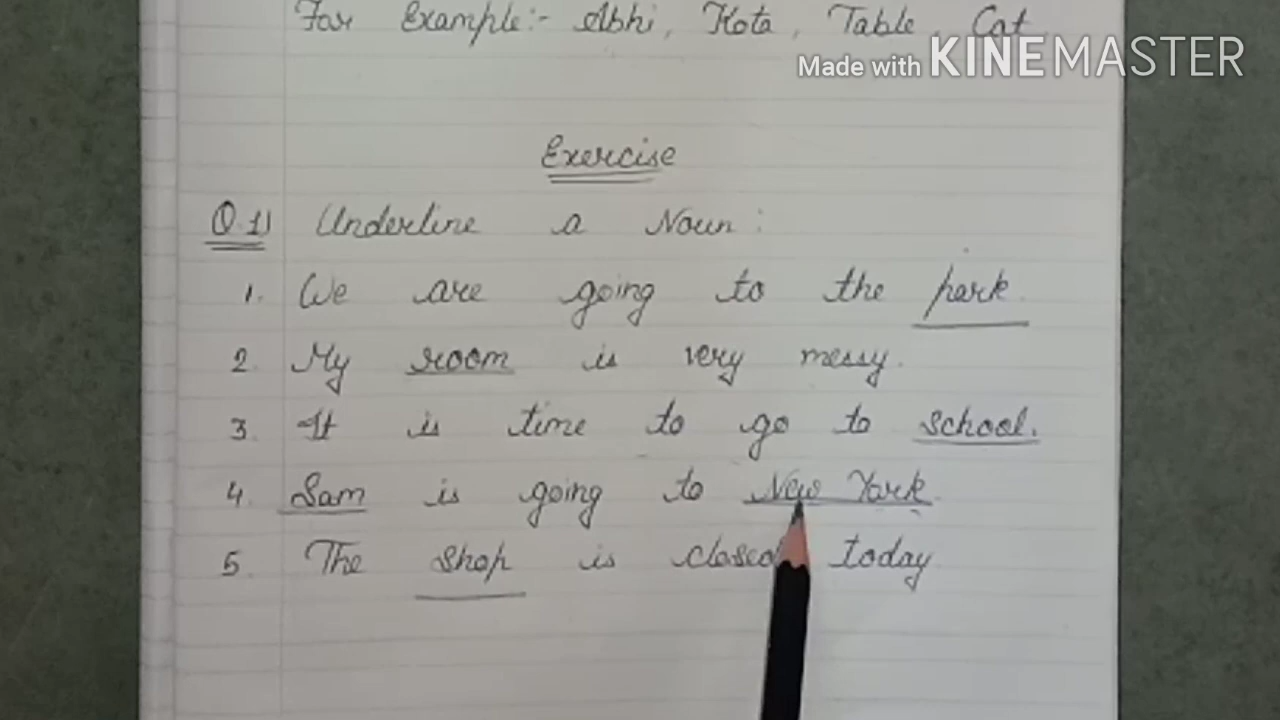 For Example:- Abhi, Kota, Table, Cat
Made with KINEMASTER
Exercise
Q.1) Underline a Noun:
1. We are going to the park.
2. My room is very messy.
3. It is time to go to school.
4. Sam is going to New York.
5. The shop is closed today